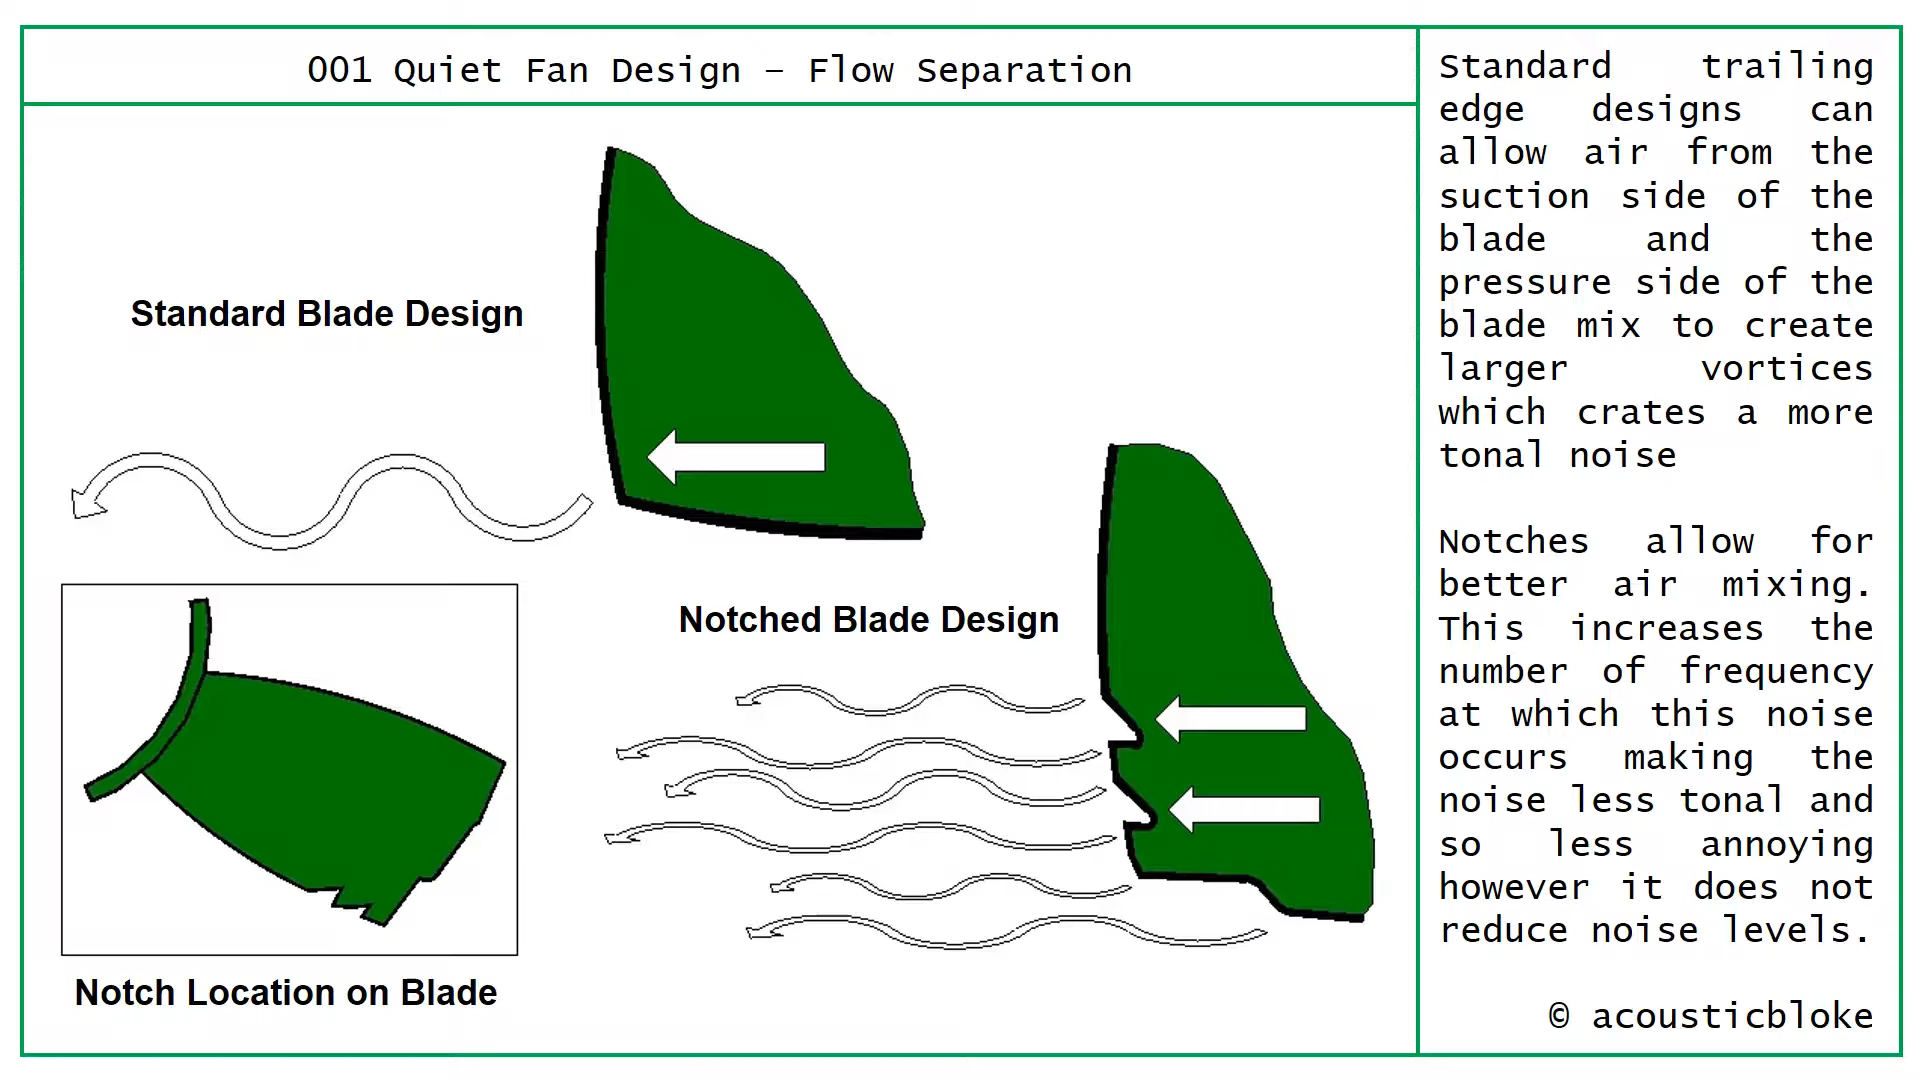 001 Quiet Fan Design – Flow Separation
Standard Blade Design
Notched Blade Design
Notch Location on Blade
Standard trailing
edge designs can
allow air from the
suction side of the
blade and the
pressure side of the
blade mix to create
larger vortices
which crates a more
tonal noise
Notches allow for
better air mixing.
This increases the
number of frequency
at which this noise
occurs making the
noise less tonal and
so less annoying
however it does not
reduce noise levels.
© acousticbloke